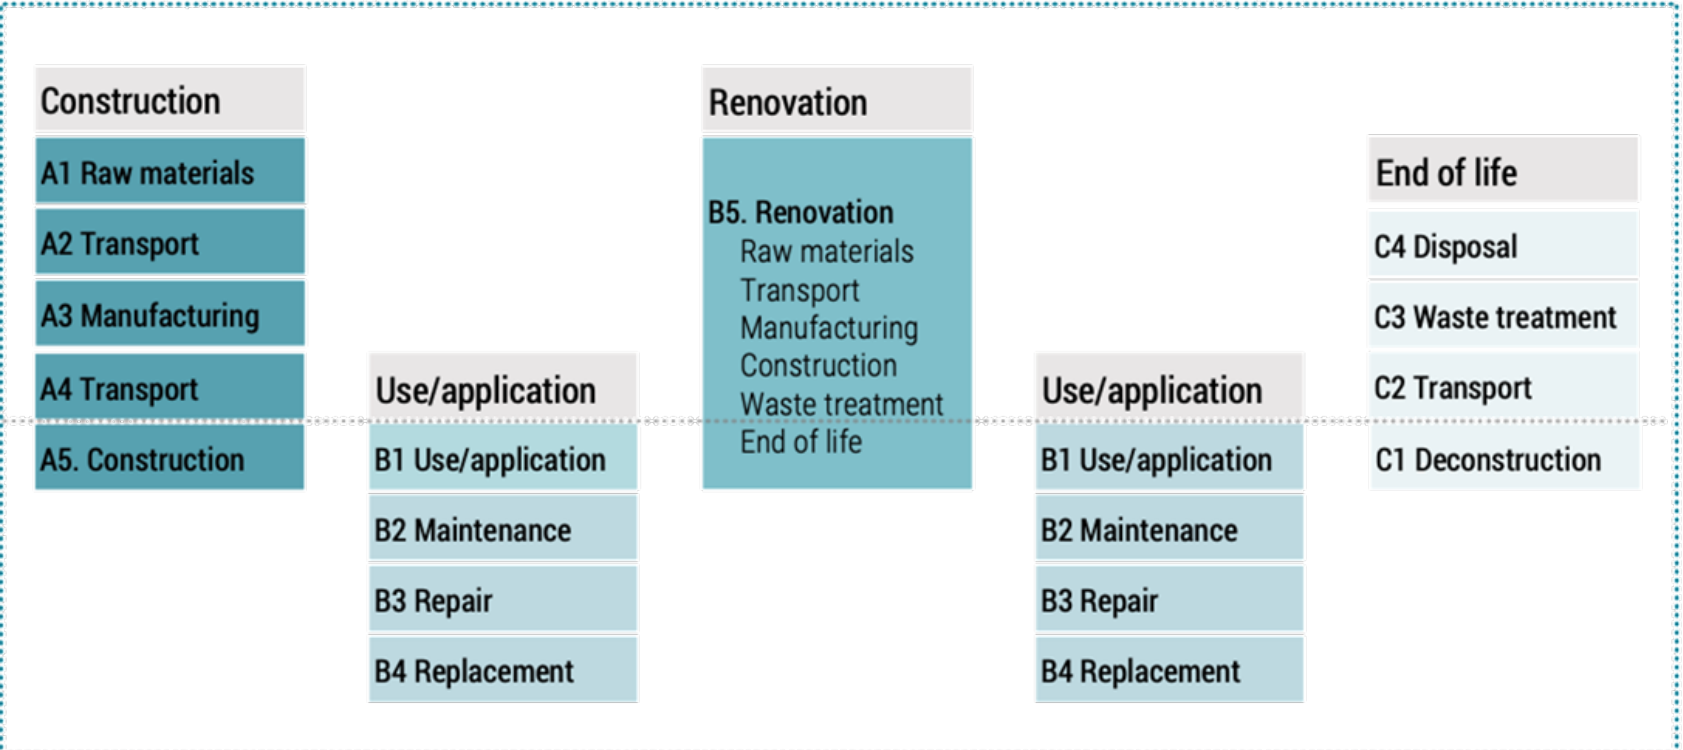 Construction
A1 Raw materials
A2 Transport
A3 Manufacturing
A4 Transport
A5. Construction
Use/application
B1 Use/application
B2 Maintenance
B3 Repair
B4 Replacement
Renovation
B5. Renovation
Raw materials
Transport
Manufacturing
Construction
Waste treatment
End of life
Use/application
B1 Use/application
B2 Maintenance
B3 Repair
B4 Replacement
End of life
C4 Disposal
C3 Waste treatment
C2 Transport
C1 Deconstruction